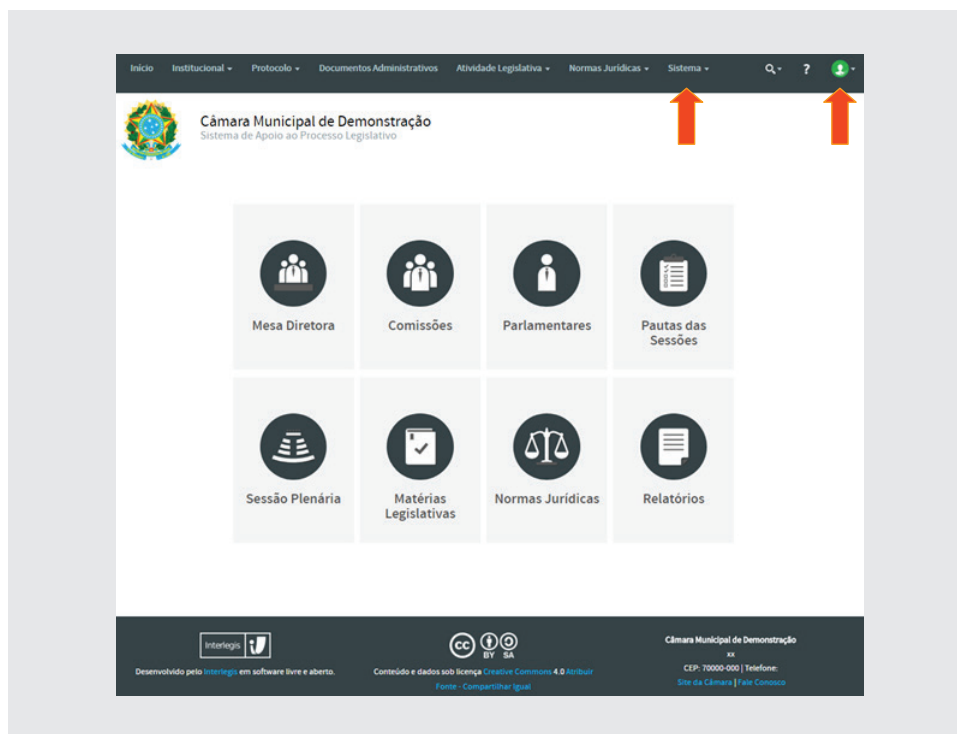 Início Institucional Protocolo Documentos Administrativos Atividade Legislativa Normas Jurídicas Sistema ?
Câmara Municipal de Demonstração
Sistema de Apoio ao Processo Legislativo
Mesa Diretora
Comissões
Parlamentares
Pautas das
Sessões
Sessão Plenária
Matérias
Legislativas
Normas Jurídicas
Relatórios
Interlegis
Desenvolvido pelo Interlegis em software livre e aberto.
cc BY SA
Conteúdo e dados sob licença Creative Commons 4.0 Atribuir
Fonte - Compartilhar Igual
Câmara Municipal de Demonstração
xx
CEP: 70000-000 | Telefone:
Site da Câmara | Fale Conosco